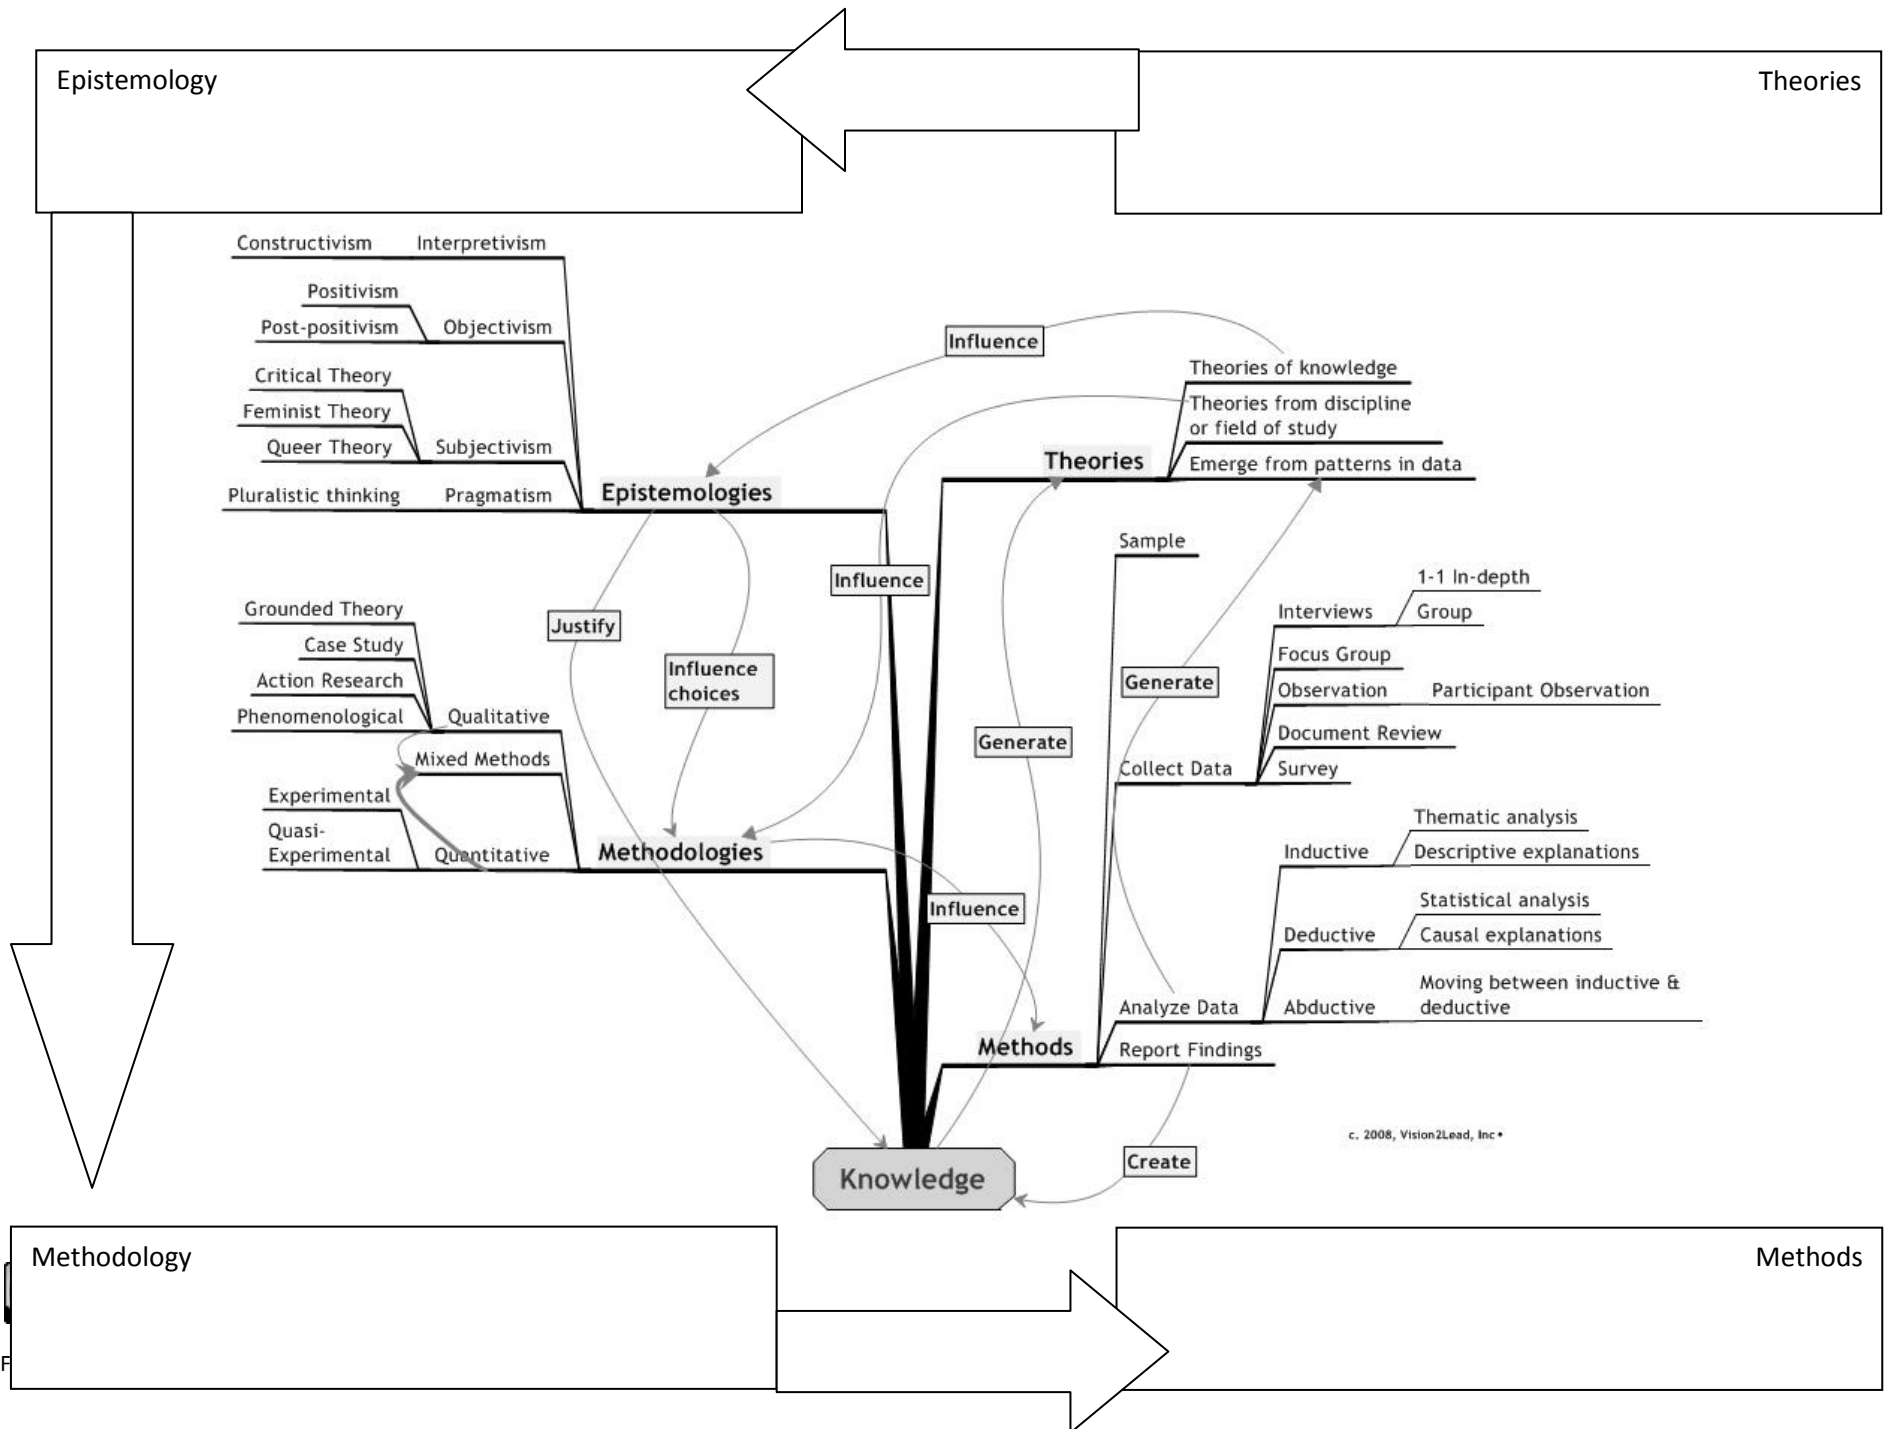 Epistemology
Theories
Constructivism
Interpretivism
Positivism
Post-positivism
Objectivism
Critical Theory
Feminist Theory
Queer Theory
Subjectivism
Pluralistic thinking
Pragmatism
Epistemologies
Influence
Theories of knowledge
Theories from discipline
or field of study
Emerge from patterns in data
Theories
Influence
Justify
Influence
choices
Grounded Theory
Case Study
Action Research
Phenomenological
Qualitative
Mixed Methods
Experimental
Quasi-
Experimental
Quantitative
Methodologies
Sample
1-1 In-depth
Interviews
Group
Focus Group
Observation
Participant Observation
Document Review
Collect Data
Survey
Generate
Generate
Thematic analysis
Inductive
Descriptive explanations
Statistical analysis
Deductive
Causal explanations
Moving between inductive &
deductive
Analyze Data
Abductive
Influence
Methods
Report Findings
c. 2008, Vision2Lead, Inc•
Create
Knowledge
Methodology
Methods
F